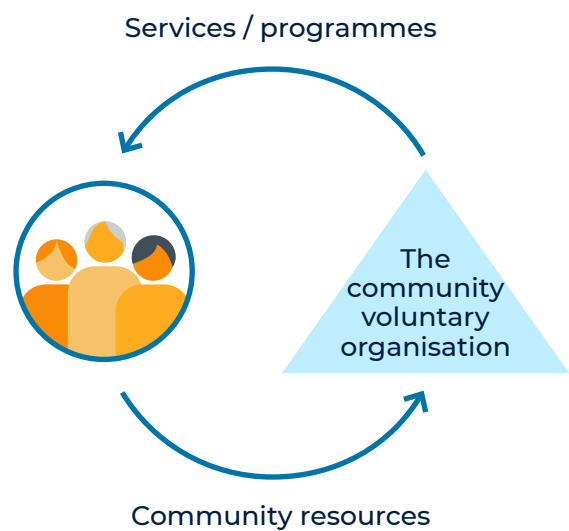 Services / programmes
The
community
voluntary
organisation
Community resources